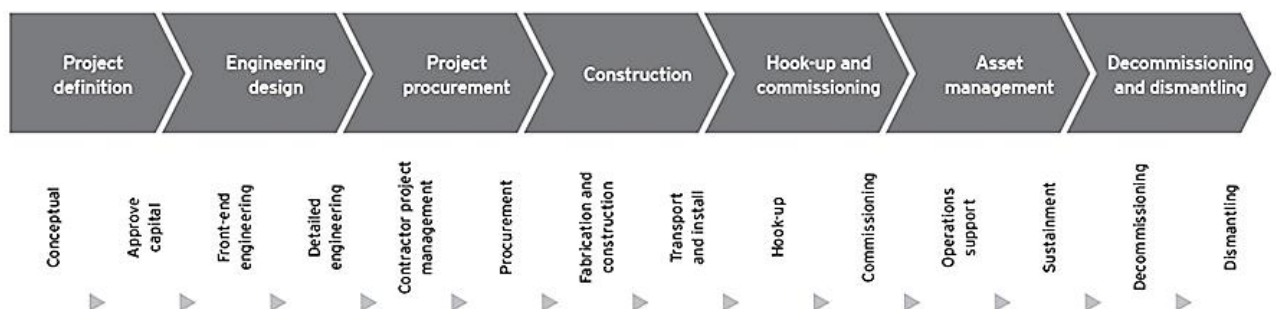 Project
definition
Engineering
design
Project
procurement
Construction
Hook-up and
commissioning
Asset
management
Decommissioning
and dismantling
Conceptual
Approve
capital
Front-end
engineering
Detailed
enginering
Contractor project
management
Procurement
Fabrication and
construction
Transport
and install
Hook-up
Commissioning
Operations
support
Sustainment
Decommissioning
Dismantling